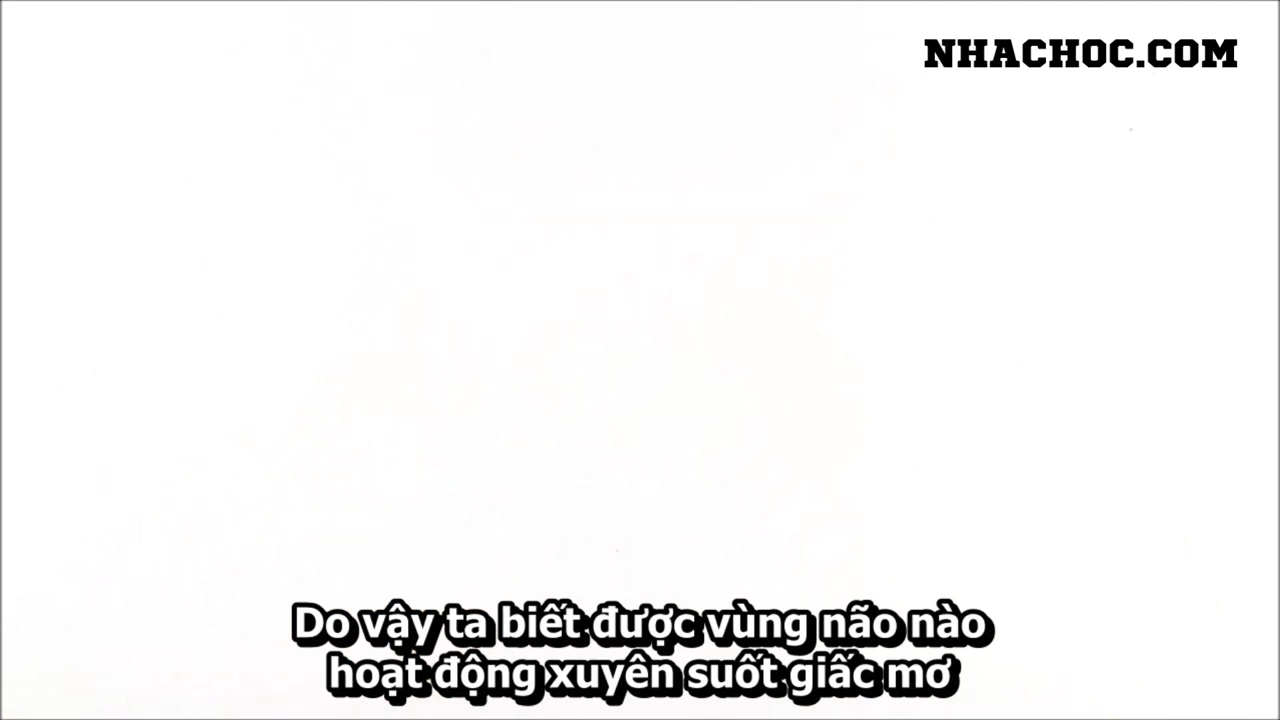 NHACHOC.COM
Do vậy ta biết được vùng não nào
hoạt động xuyên suốt giấc mơ